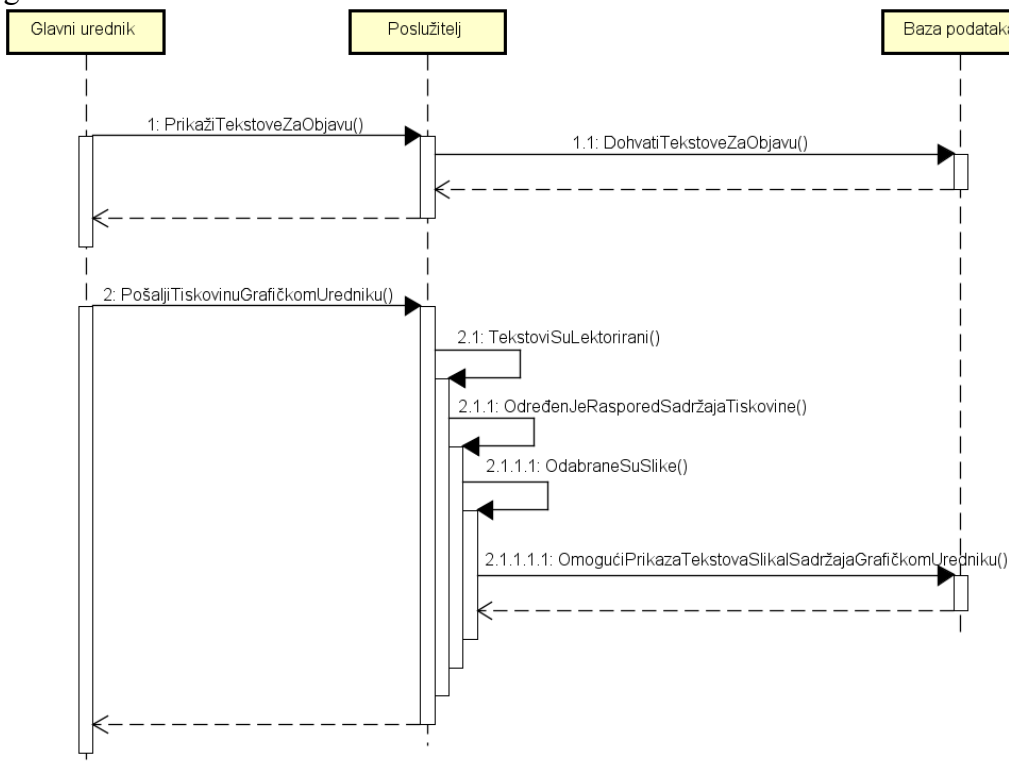 Glavni urednik
Poslužitelj
Baza podataka
1: PrikažiTekstoveZaObjavu()
1.1: DohvatiTekstoveZaObjavu()
2: PošaljiTiskovinuGrafičkomUredniku()
2.1: TekstoviSuLektorirani()
2.1.1: OdređenJeRasporedSadržajaTiskovine()
2.1.1.1: OdabraneSuSlike()
2.1.1.1.1: OmogućiPrikazaTekstovaSlikaISadržajaGrafičkomUredniku()